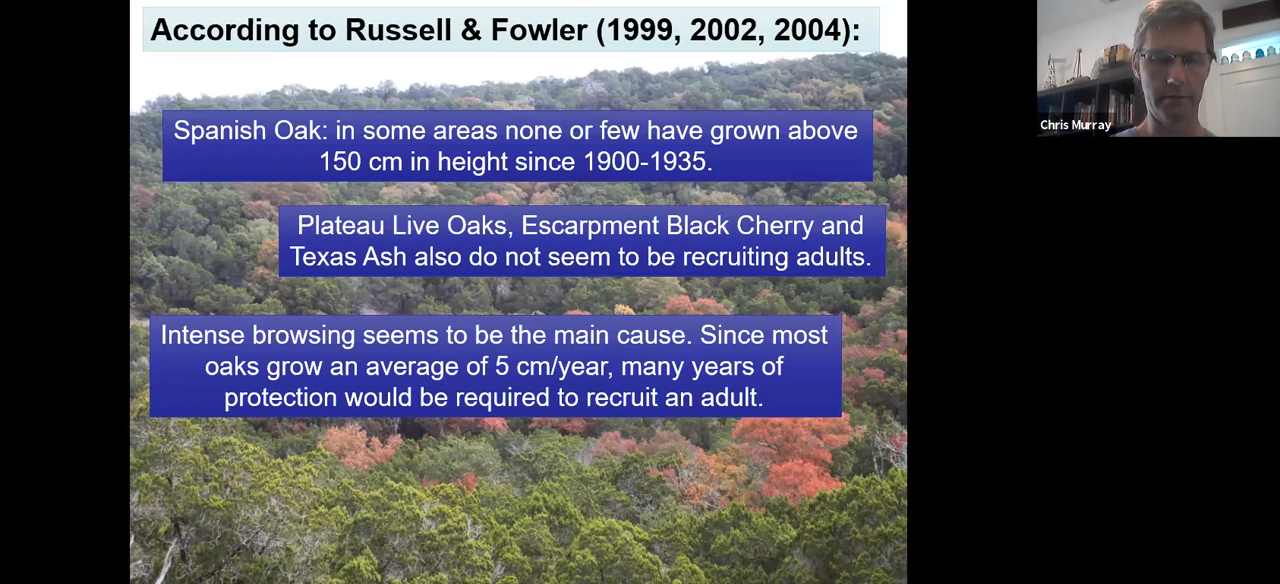 According to Russell & Fowler (1999, 2002, 2004):
Spanish Oak: in some areas none or few have grown above
150 cm in height since 1900-1935.
Plateau Live Oaks, Escarpment Black Cherry and
Texas Ash also do not seem to be recruiting adults.
Intense browsing seems to be the main cause. Since most
oaks grow an average of 5 cm/year, many years of
protection would be required to recruit an adult.
Chris Murray